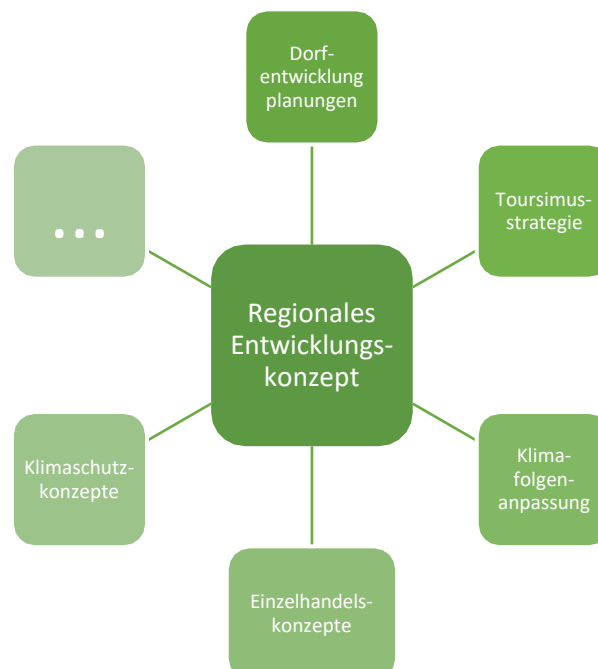 Dorf-
entwicklung
planungen
Toursimus-
strategie
...
Regionales
Entwicklungs-
konzept
Klimaschutz-
konzepte
Klima-
folgen-
anpassung
Einzelhandels-
konzepte